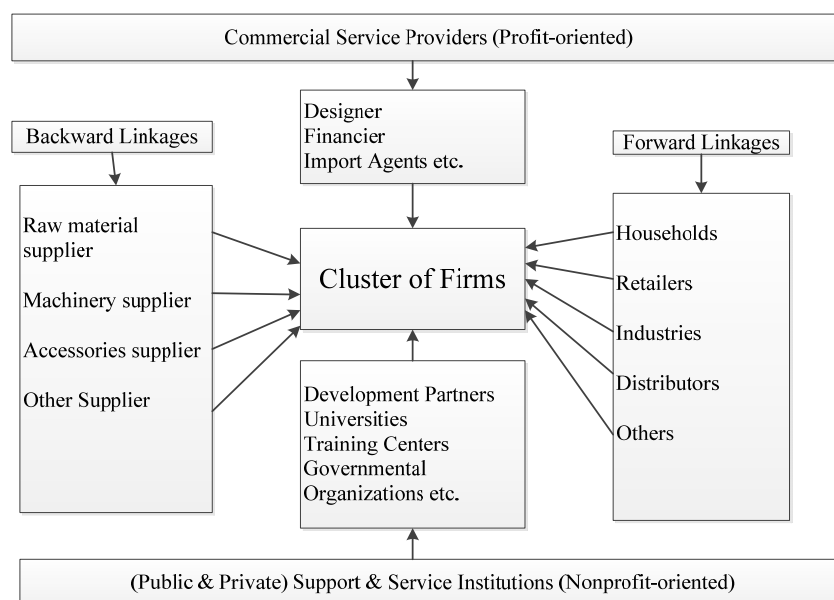 Commercial Service Providers (Profit-oriented)
Designer
Financier
Import Agents etc.
Backward Linkages
Forward Linkages
Raw material
supplier
Machinery supplier
Accessories supplier
Other Supplier
Cluster of Firms
Households
Retailers
Industries
Distributors
Others
Development Partners
Universities
Training Centers
Governmental
Organizations etc.
(Public & Private) Support & Service Institutions (Nonprofit-oriented)